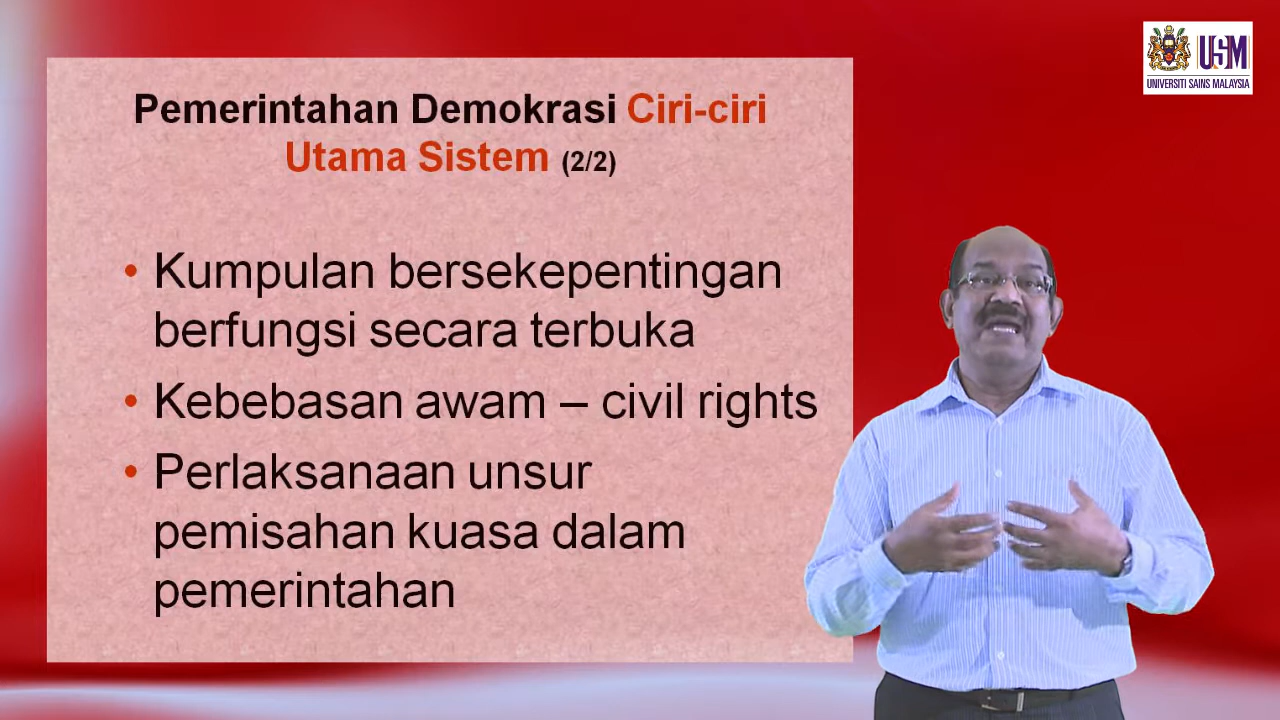 Pemerintahan Demokrasi Ciri-ciri
Utama Sistem (2/2)
• Kumpulan bersekepentingan
berfungsi secara terbuka
• Kebebasan awam – civil rights
• Perlaksanaan unsur
pemisahan kuasa dalam
pemerintahan
USM
UNIVERSITI SAINS MALAYSIA